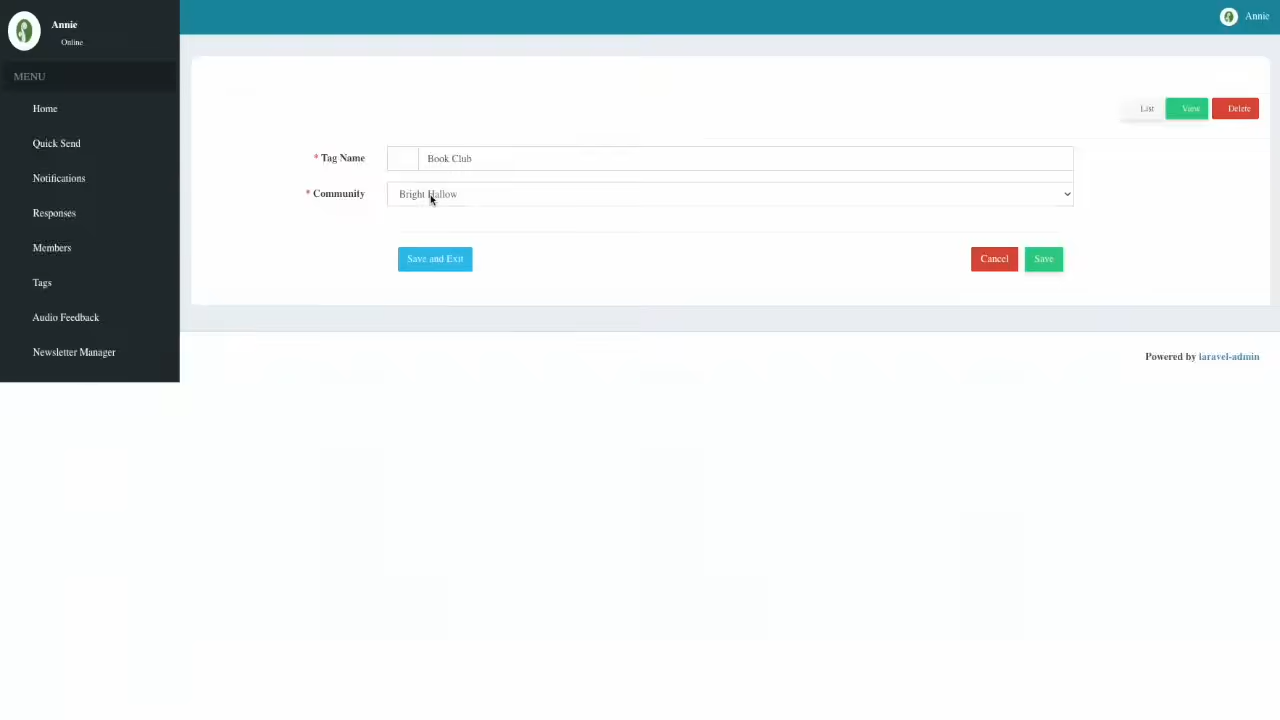 Annie
Online
Annie
MENU
Home
Quick Send
Notifications
Responses
Members
Tags
Audio Feedback
Newsletter Manager
List
View
Delete
* Tag Name
Book Club
* Community
Bright Hallow
Save and Exit
Cancel
Save
Powered by laravel-admin